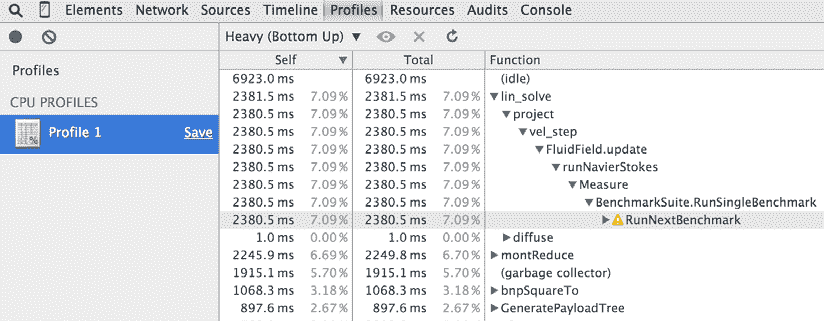 Elements Network Sources Timeline Profiles Resources Audits Console
Heavy (Bottom Up) ▼
Profiles
CPU PROFILES
Profile 1 Save
Self ▼ Total Function
6923.0 ms 6923.0 ms (idle)
2381.5 ms 7.09% 2381.5 ms 7.09% ▼lin_solve
2380.5 ms 7.09% 2380.5 ms 7.09% ▼project
2380.5 ms 7.09% 2380.5 ms 7.09% ▼vel_step
2380.5 ms 7.09% 2380.5 ms 7.09% ▼FluidField.update
2380.5 ms 7.09% 2380.5 ms 7.09% ▼runNavierStokes
2380.5 ms 7.09% 2380.5 ms 7.09% ▼Measure
2380.5 ms 7.09% 2380.5 ms 7.09% ▼BenchmarkSuite.RunSingleBenchmark
2380.5 ms 7.09% 2380.5 ms 7.09% ▶RunNextBenchmark
1.0 ms 0.00% 1.0 ms 0.00% ▶diffuse
2245.9 ms 6.69% 2249.8 ms 6.70% ▶montReduce
1915.1 ms 5.70% 1915.1 ms 5.70% (garbage collector)
1068.3 ms 3.18% 1068.3 ms 3.18% ▶bnpSquareTo
897.6 ms 2.67% 897.6 ms 2.67% ▶GeneratePayloadTree